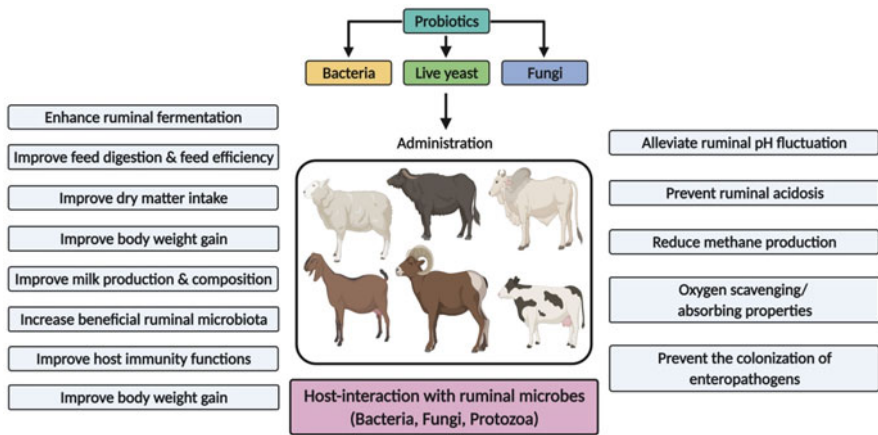 Probiotics
Bacteria
Live yeast
Fungi
Administration
Enhance ruminal fermentation
Improve feed digestion & feed efficiency
Improve dry matter intake
Improve body weight gain
Improve milk production & composition
Increase beneficial ruminal microbiota
Improve host immunity functions
Improve body weight gain
Alleviate ruminal pH fluctuation
Prevent ruminal acidosis
Reduce methane production
Oxygen scavenging/
absorbing properties
Prevent the colonization of
enteropathogens
Host-interaction with ruminal microbes
(Bacteria, Fungi, Protozoa)